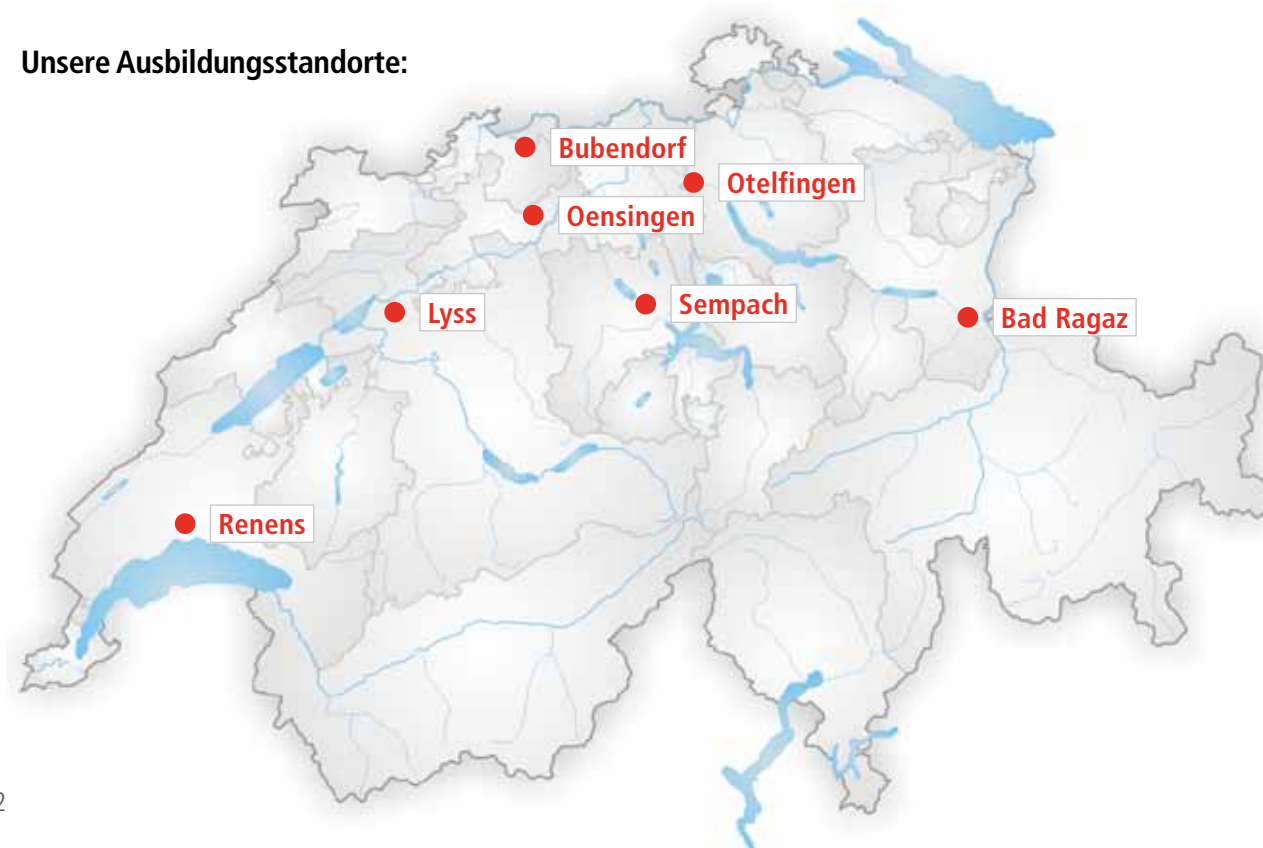 Unsere Ausbildungsstandorte:
Bubendorf
Otelfingen
Oensingen
Sempach
Lyss
Bad Ragaz
Renens
2